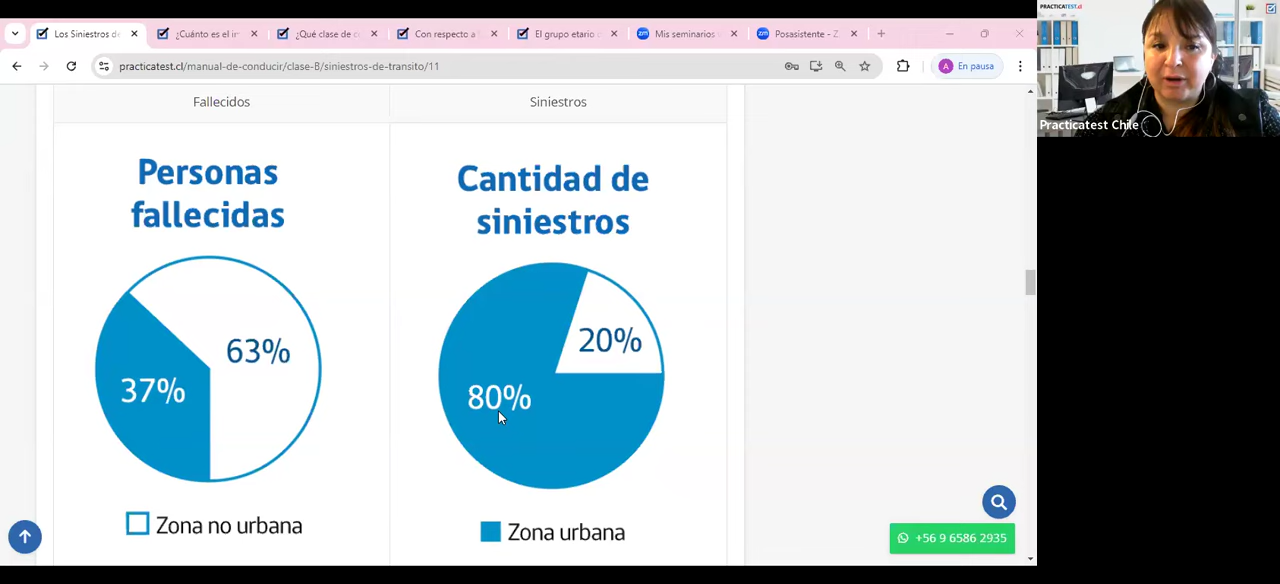 Los Siniestros de
¿Cuánto es el ir
¿Qué clase de c
Con respecto a
El grupo etario
Mis seminarios
Posasistente - Z
practicatest.cl/manual-de-conducir/clase-B/siniestros-de-transito/11
A En pausa
Fallecidos
Siniestros
Personas
fallecidas
Cantidad de
siniestros
63%
37%
20%
80%
Zona no urbana
Zona urbana
+56 9 6586 2935
PRACTICATEST.cl
Practicatest Chile